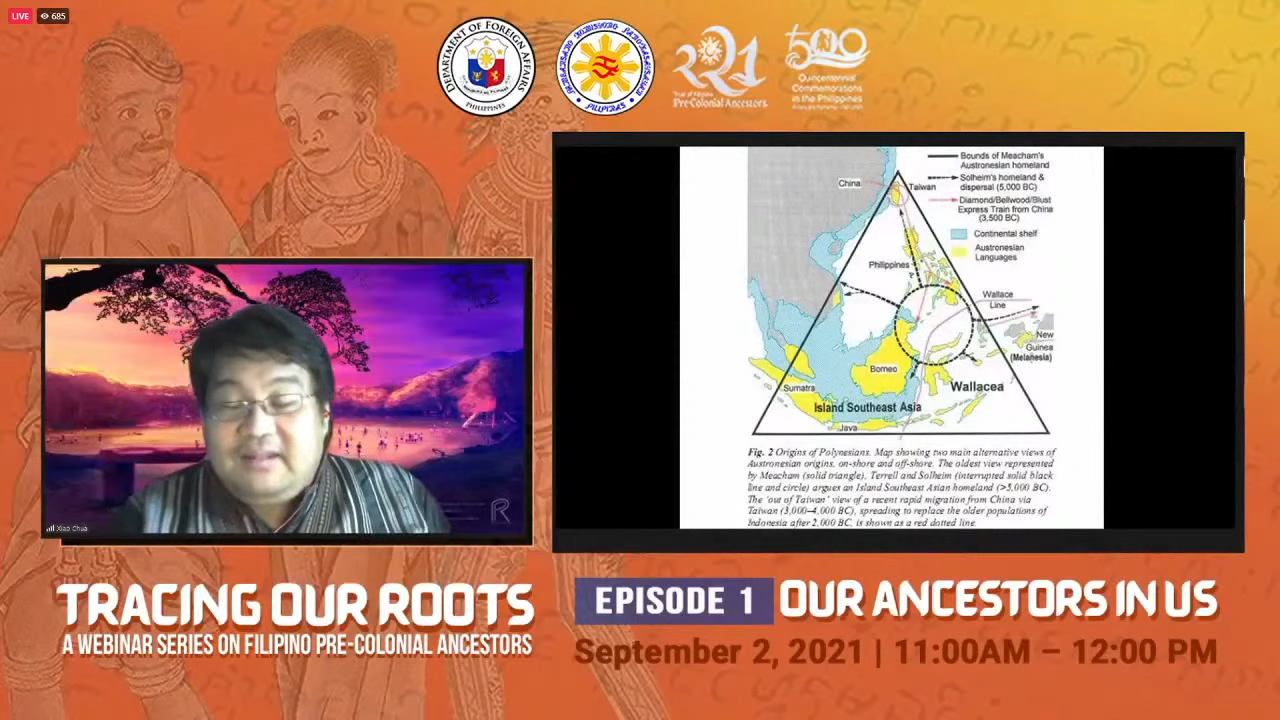 LIVE
685
DEPARTMENT OF FOREIGN AFFAIRS
PHILIPPINES
PILIPINAS
2021
Year of Filipino
Pre-Colonial Ancestors
500
Quincentennial
Commemorations
in the Philippines
Bounds of Meacham's
Austronesian homeland
Solheim's homeland &
dispersal (5,000 BC)
Diamond/Bellwood/Blust
Express Train from China
(3,500 BC)
Continental shelf
Austronesian
Languages
China
Taiwan
Philippines
?
Wallace
Line
New
Guinea
(Melanesia)
Borneo
Wallacea
Sumatra
Island Southeast Asia
Java
Fig. 2 Origins of Polynesians. Map showing two main alternative views of
Austronesian origins, on-shore and off-shore. The oldest view represented
by Meacham (solid triangle), Terrell and Solheim (interrupted solid black
line and circle) argues an Island Southeast Asian homeland (>5,000 BC).
The 'out of Taiwan' view of a recent rapid migration from China via
Taiwan (3,000–4,000 BC), spreading to replace the older populations of
Indonesia after 2,000 BC, is shown as a red dotted line.
R
Xiao Chua
TRACING OUR ROOTS
A WEBINAR SERIES ON FILIPINO PRE-COLONIAL ANCESTORS
EPISODE 1 OUR ANCESTORS IN US
September 2, 2021 | 11:00AM – 12:00 PM